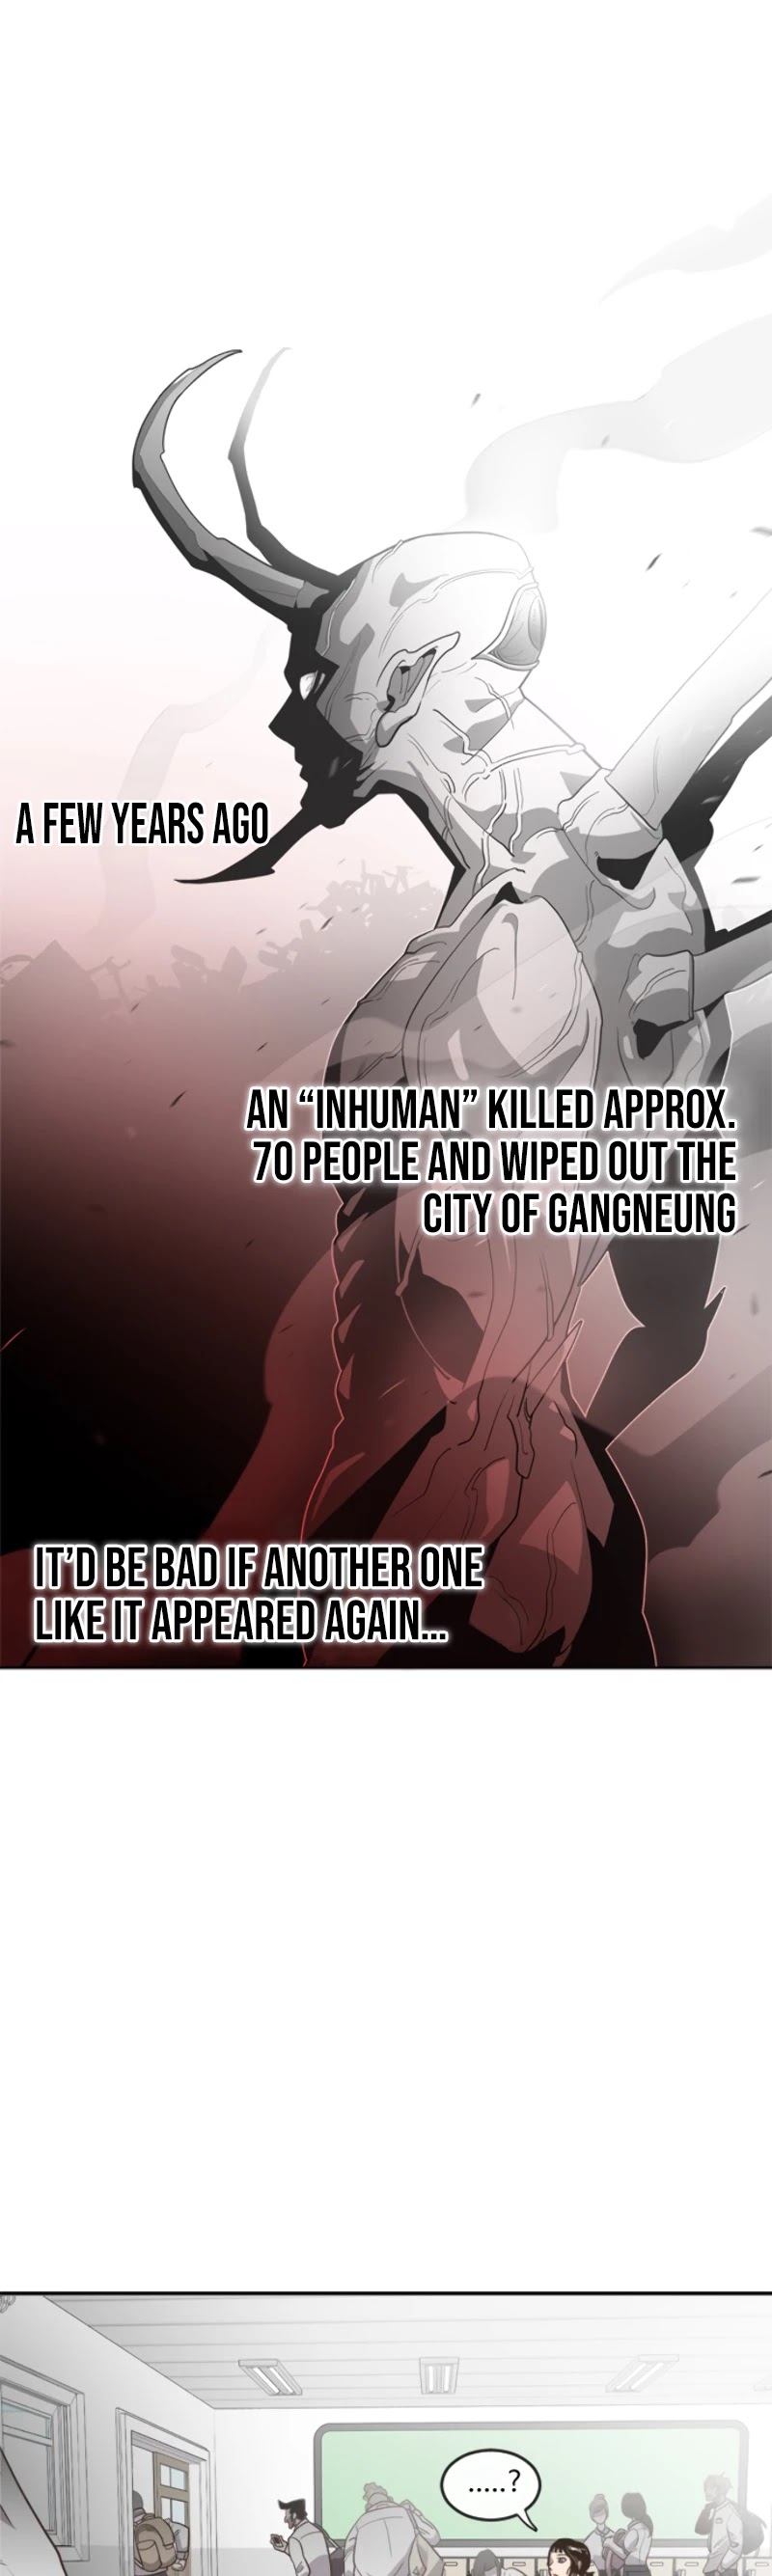 A FEW YEARS AGO
AN “INHUMAN” KILLED APPROX.
70 PEOPLE AND WIPED OUT THE
CITY OF GANGNEUNG
IT'D BE BAD IF ANOTHER ONE
LIKE IT APPEARED AGAIN...
.....?